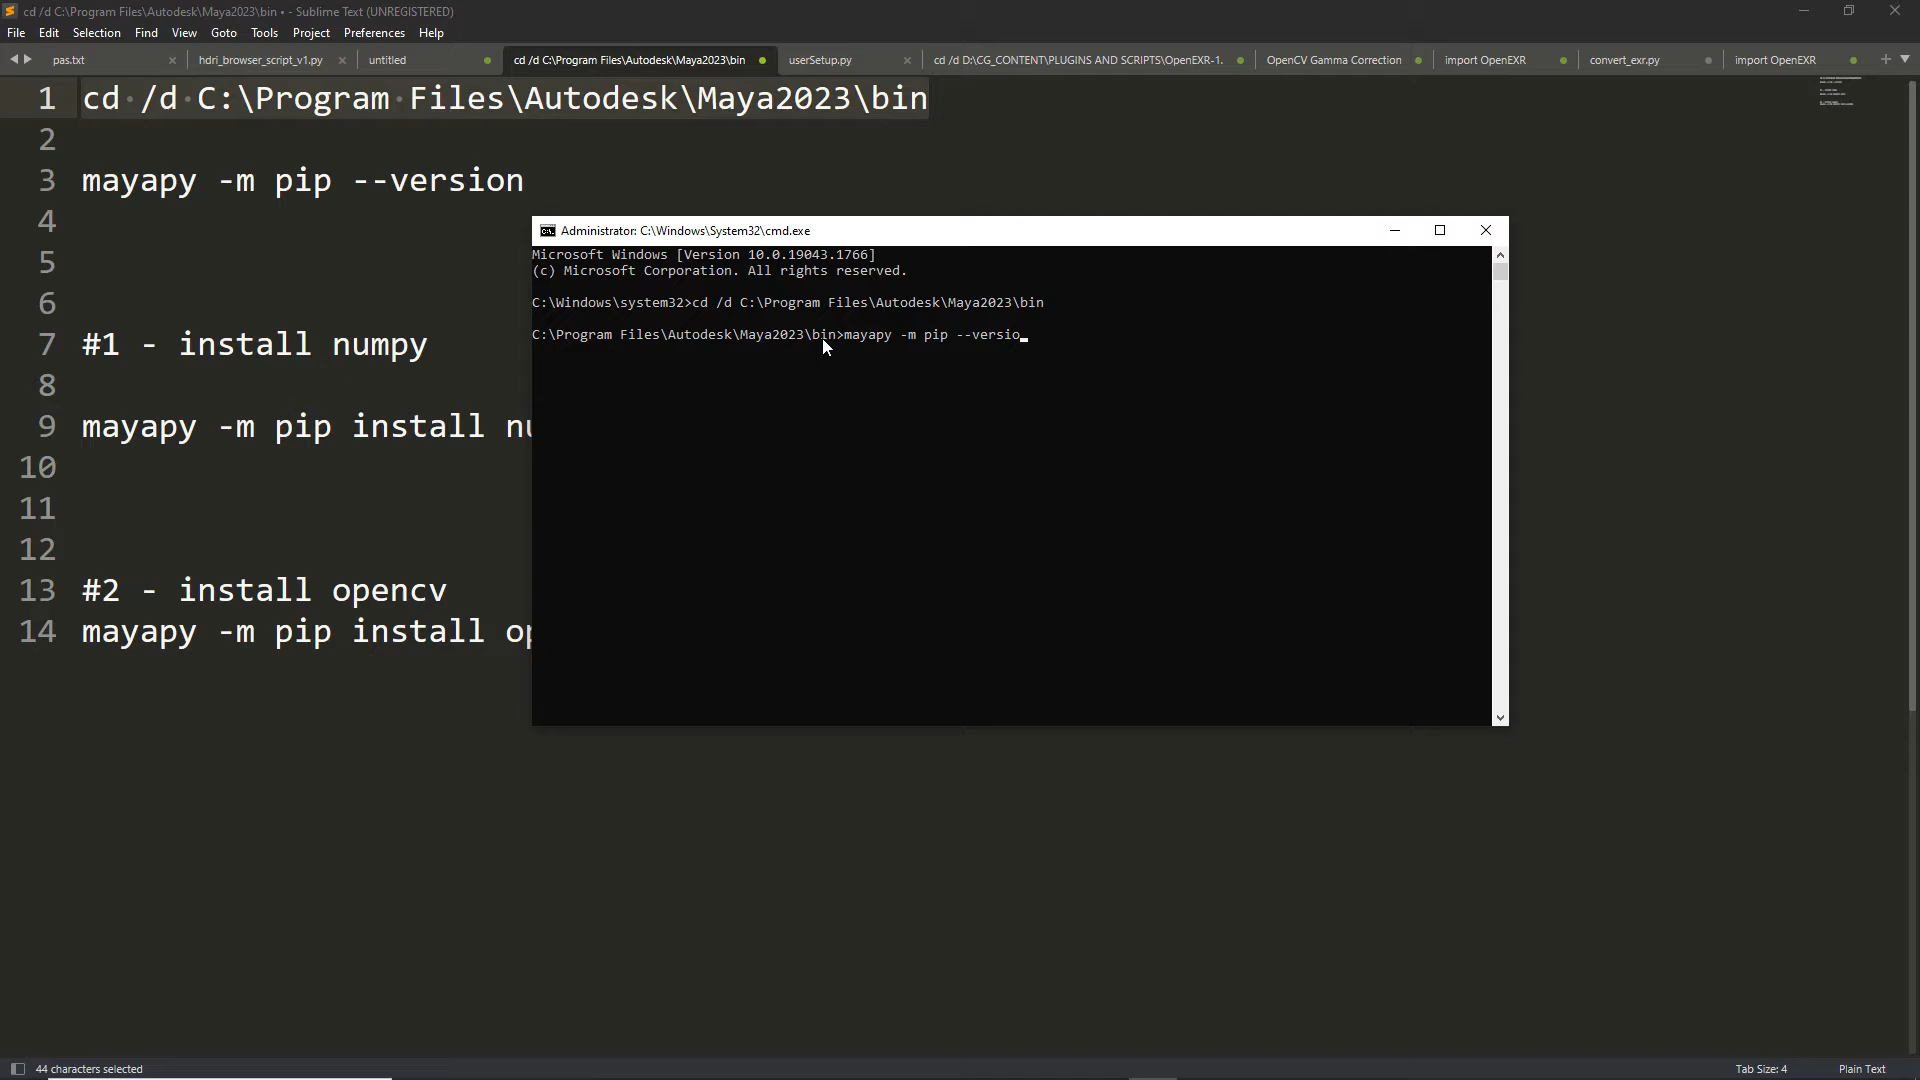 cd /d C:\Program Files\Autodesk\Maya2023\bin • - Sublime Text (UNREGISTERED)
File Edit Selection Find View Goto Tools Project Preferences Help
pas.txt hdri_browser_script_v1.py untitled cd /d C:\Program Files\Autodesk\Maya2023\bin userSetup.py cd /d D:\CG_CONTENT\PLUGINS AND SCRIPTS\OpenEXR-1. OpenCV Gamma Correction import OpenEXR convert_exr.py import OpenEXR
1 cd /d C:\Program Files\Autodesk\Maya2023\bin
2
3 mayapy -m pip --version
4
5
6
7 #1 - install numpy
8
9 mayapy -m pip install nu
10
11
12
13 #2 - install opencv
14 mayapy -m pip install op
Administrator: C:\Windows\System32\cmd.exe
Microsoft Windows [Version 10.0.19043.1766]
(c) Microsoft Corporation. All rights reserved.
C:\Windows\system32>cd /d C:\Program Files\Autodesk\Maya2023\bin
C:\Program Files\Autodesk\Maya2023\bin>mayapy -m pip --versio
44 characters selected
Tab Size: 4
Plain Text